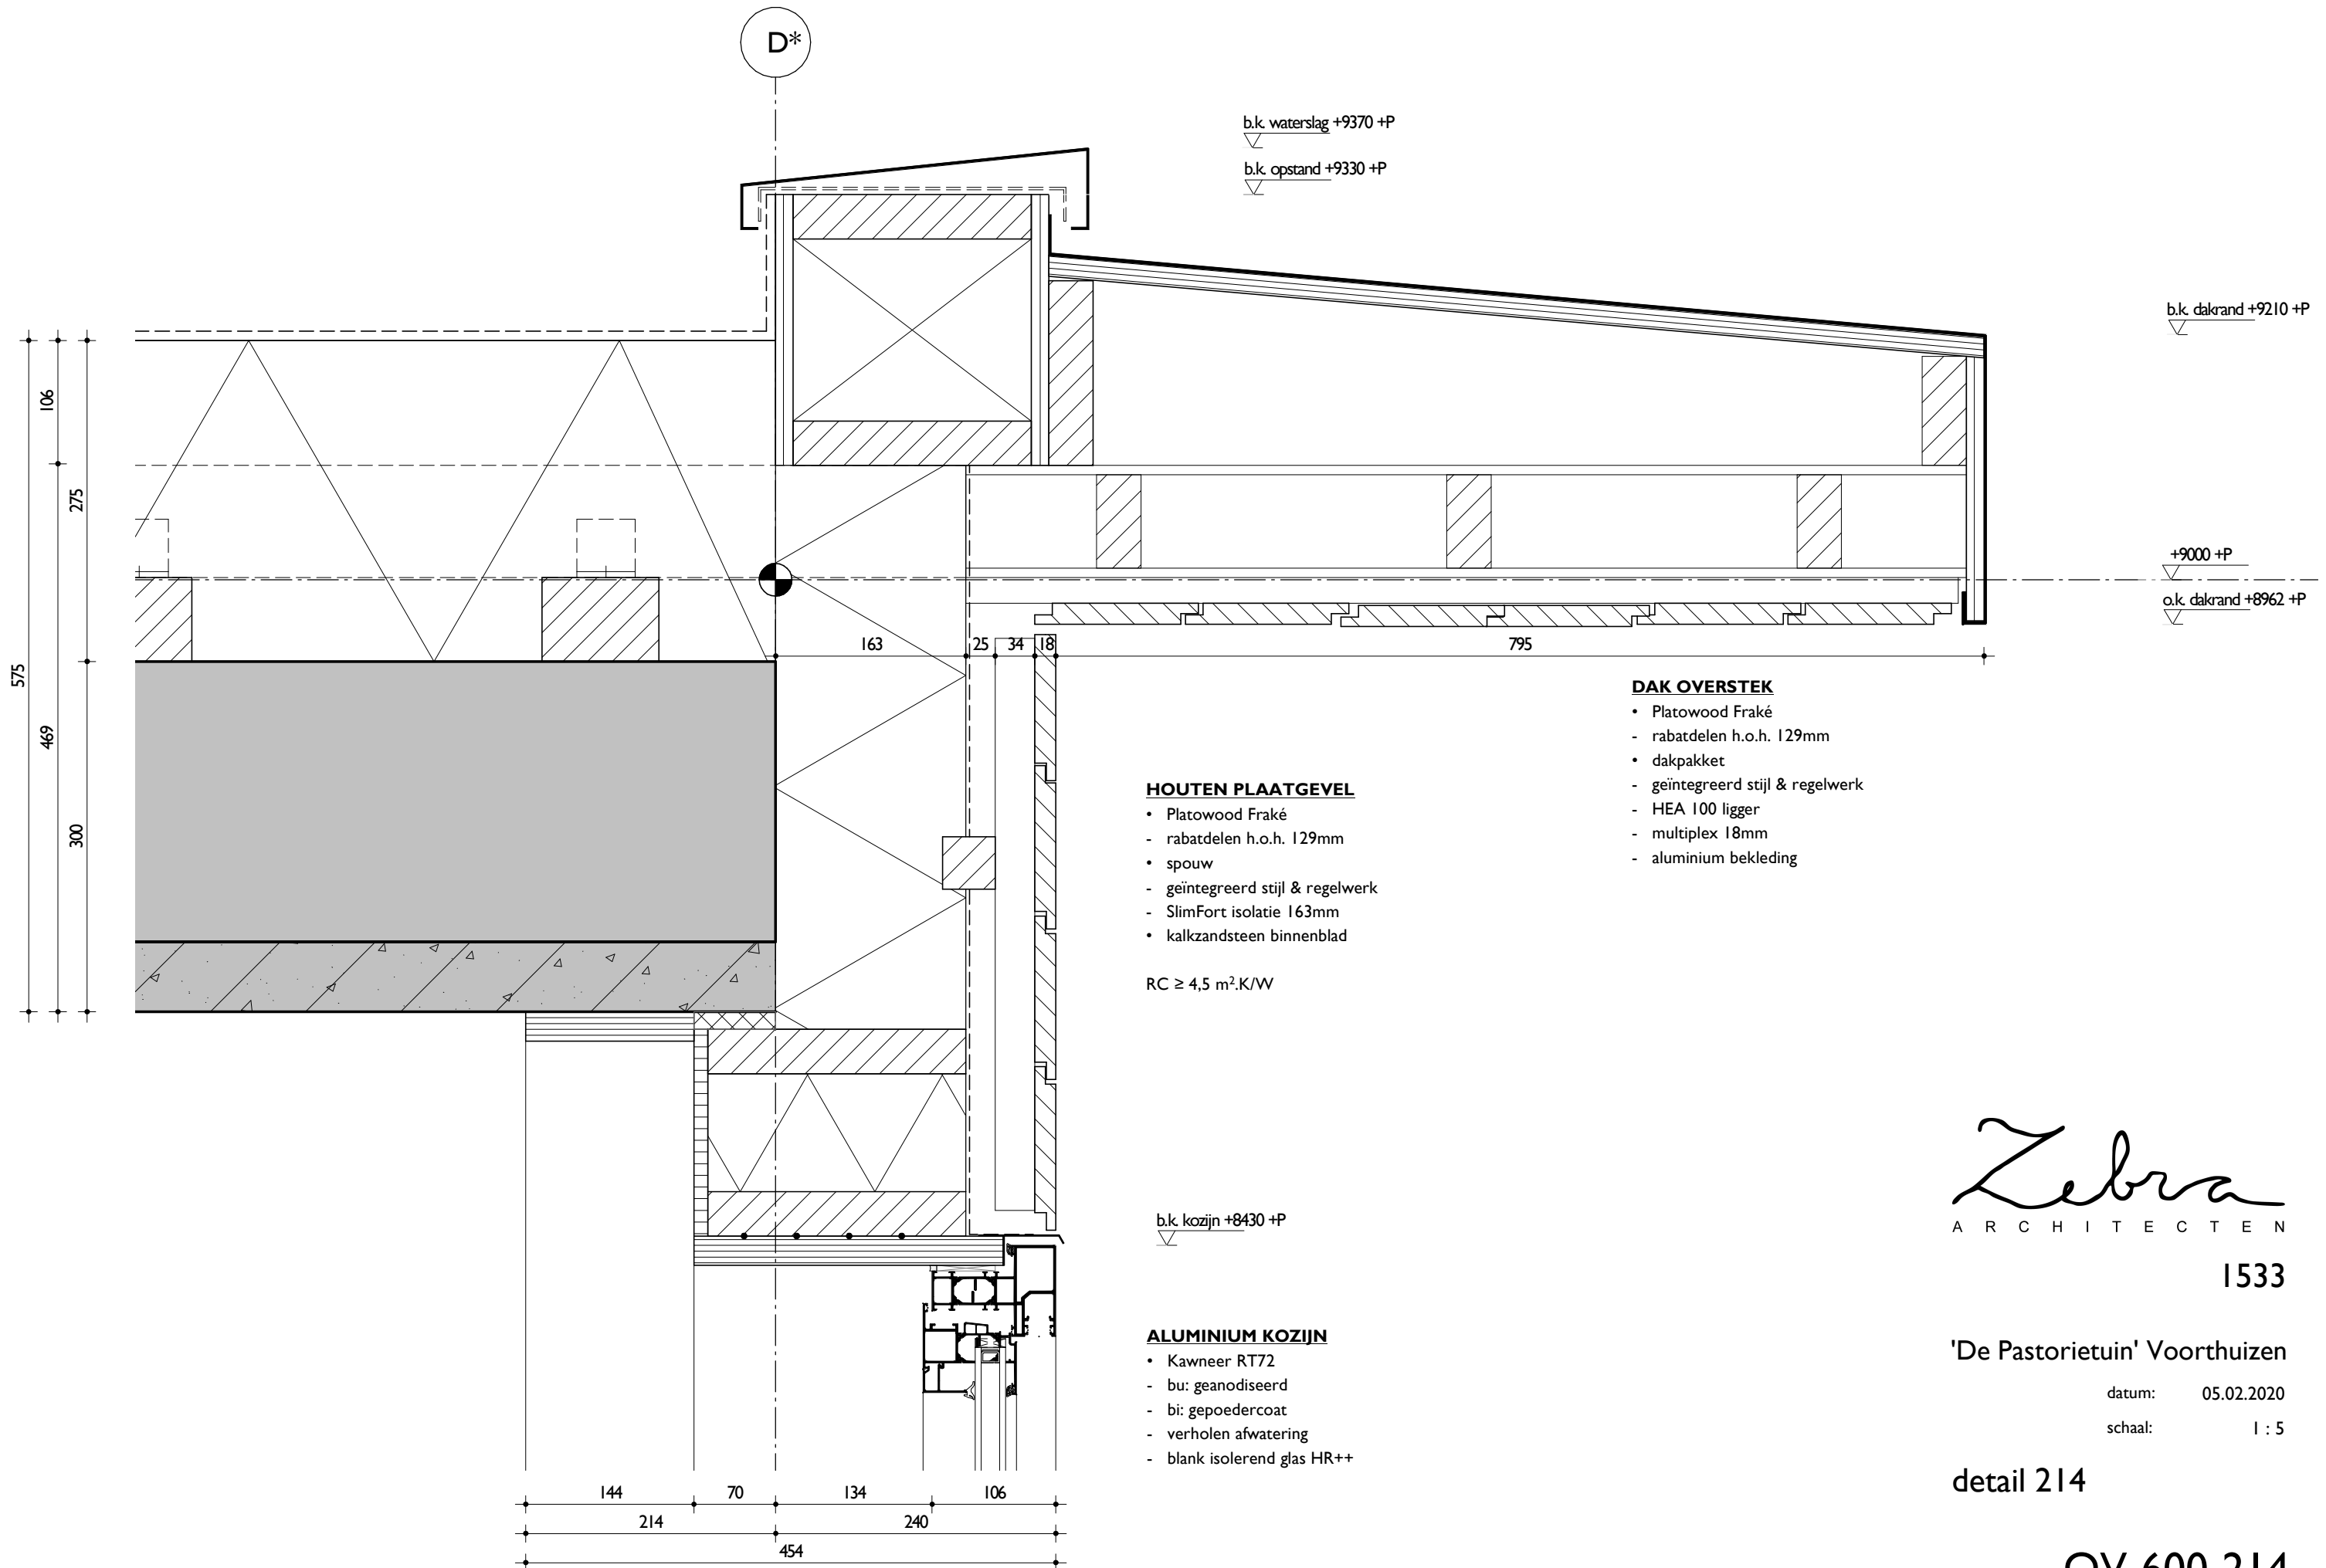 D*
b.k. waterslag +9370 +P
b.k. opstand +9330 +P
b.k. dakrand +9210 +P
+9000 +P
o.k. dakrand +8962 +P
106
275
575
469
300
163 25 34 18 795
DAK OVERSTEK
• Platowood Fraké
- rabatdelen h.o.h. 129mm
• dakpakket
- geïntegreerd stijl & regelwerk
- HEA 100 ligger
- multiplex 18mm
- aluminium bekleding
HOUTEN PLAATGEVEL
• Platowood Fraké
- rabatdelen h.o.h. 129mm
• spouw
- geïntegreerd stijl & regelwerk
- SlimFort isolatie 163mm
• kalkzandsteen binnenblad
RC ≥ 4,5 m².K/W
b.k. kozijn +8430 +P
ALUMINIUM KOZIJN
• Kawneer RT72
- bu: geanodiseerd
- bi: gepoedercoat
- verholen afwatering
- blank isolerend glas HR++
144 70 134 106
214 240
454
Zebra
ARCHITECTEN
1533
'De Pastorietuin' Voorthuizen
datum: 05.02.2020
schaal: 1 : 5
detail 214
OV-600-214